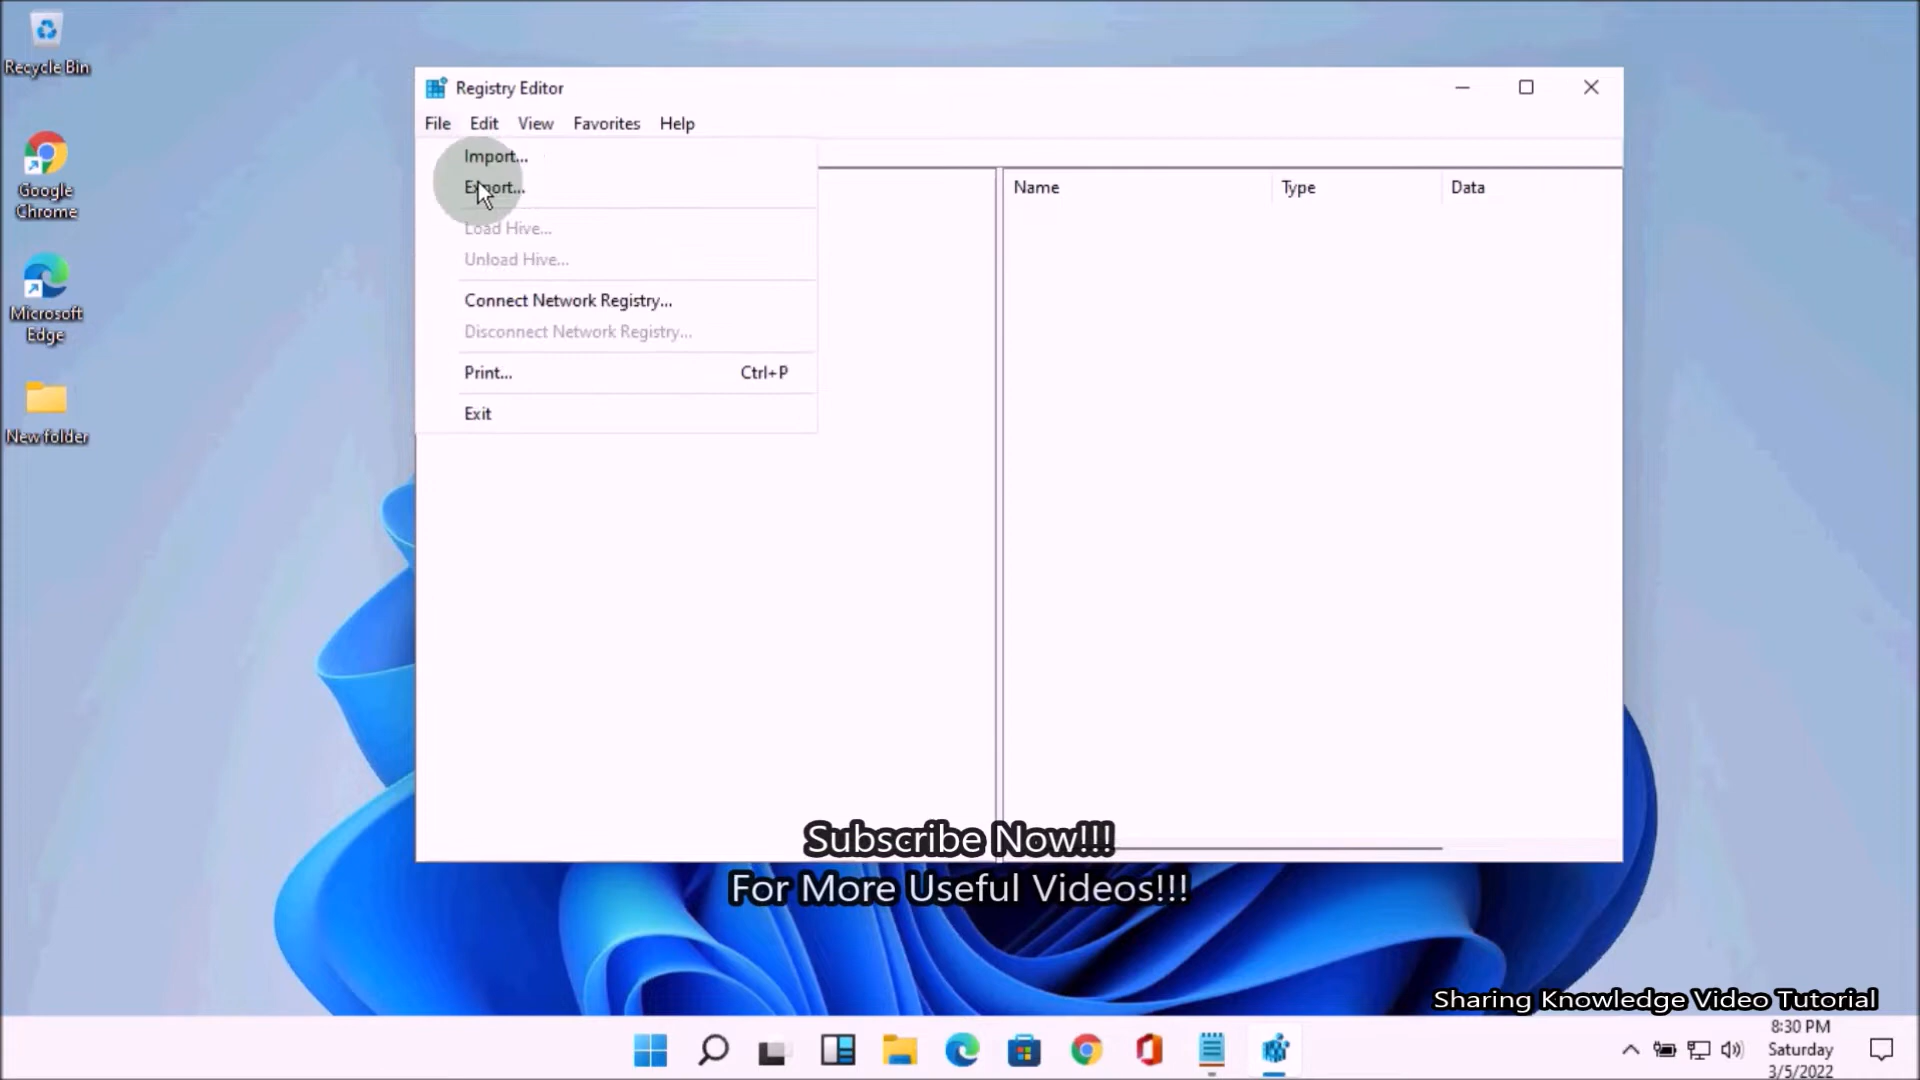 Recycle Bin
Google
Chrome
Microsoft
Edge
New folder
Registry Editor
File Edit View Favorites Help
Import...
Export...
Load Hive...
Unload Hive...
Connect Network Registry...
Disconnect Network Registry...
Print... Ctrl+P
Exit
Name Type Data
Subscribe Now!!!
For More Useful Videos!!!
Sharing Knowledge Video Tutorial
8:30 PM
Saturday
3/5/2022